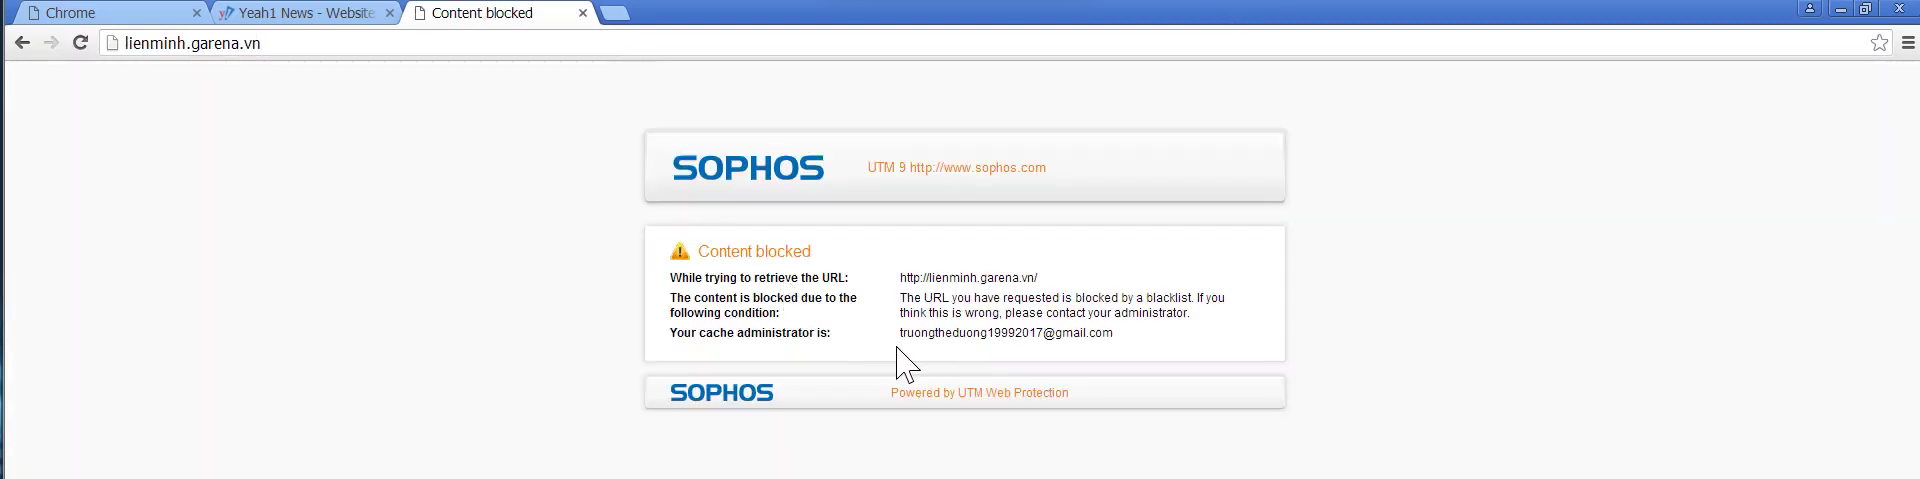 Chrome
Yeah1 News - Website
Content blocked
lienminh.garena.vn
SOPHOS
UTM 9 http://www.sophos.com
Content blocked
While trying to retrieve the URL: http://lienminh.garena.vn/
The content is blocked due to the The URL you have requested is blocked by a blacklist. If you
following condition: think this is wrong, please contact your administrator.
Your cache administrator is: truongtheduong19992017@gmail.com
SOPHOS
Powered by UTM Web Protection